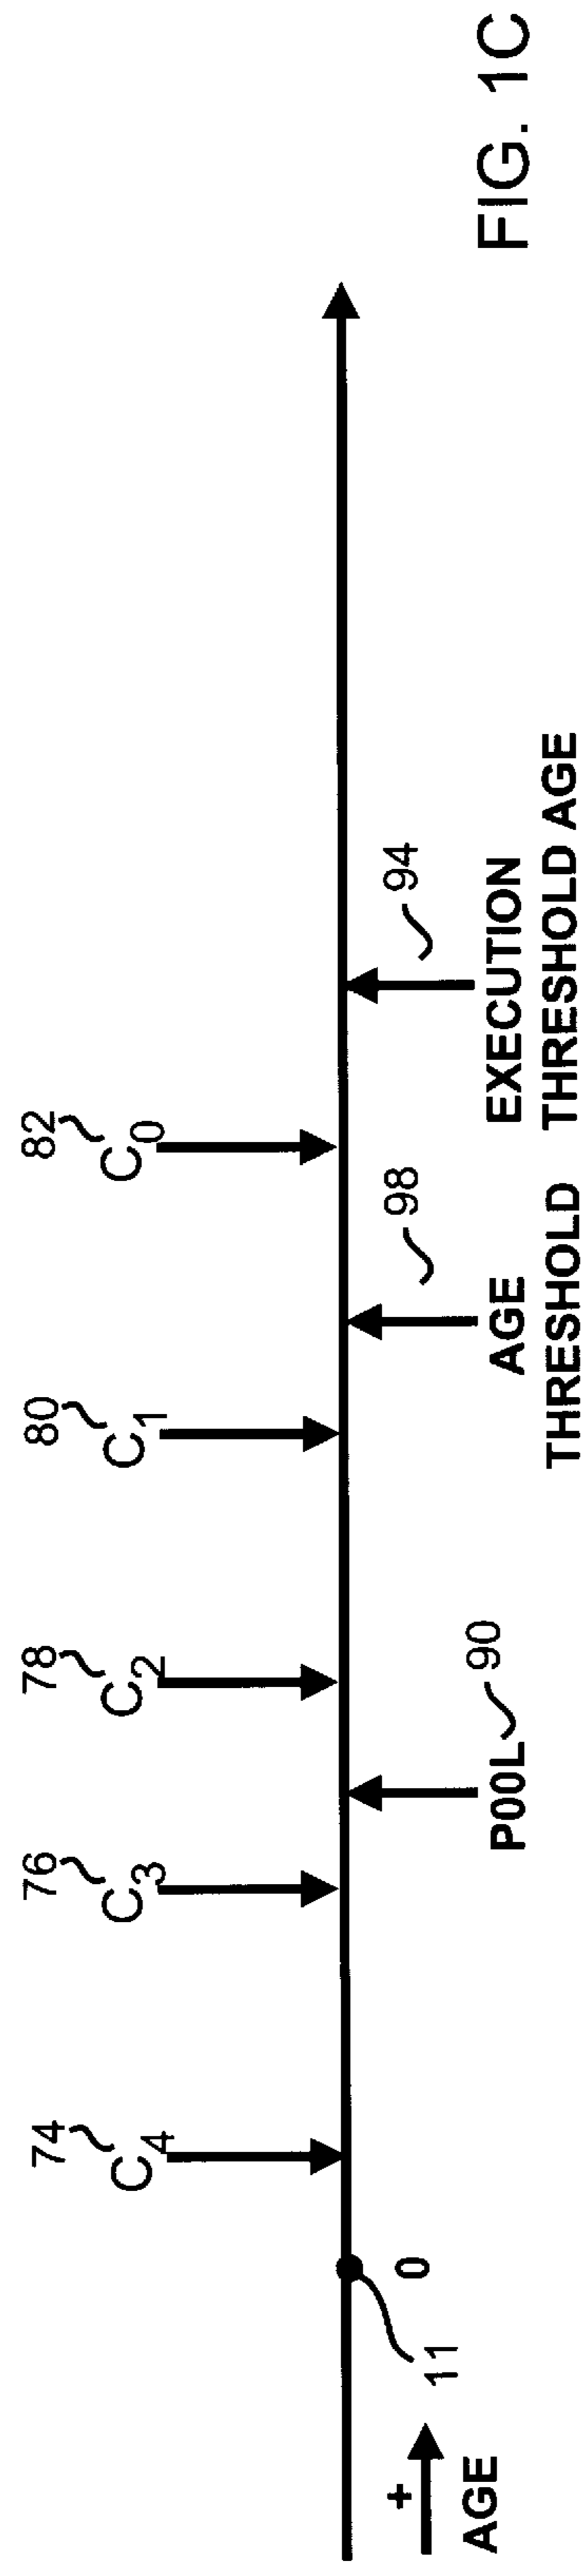 74 76 78 80 82
C4 C3 C2 C1 C0
11 0
+
AGE
P00L 90
98
AGE
THRESHOLD
94
EXECUTION
THRESHOLD AGE
FIG. 1C